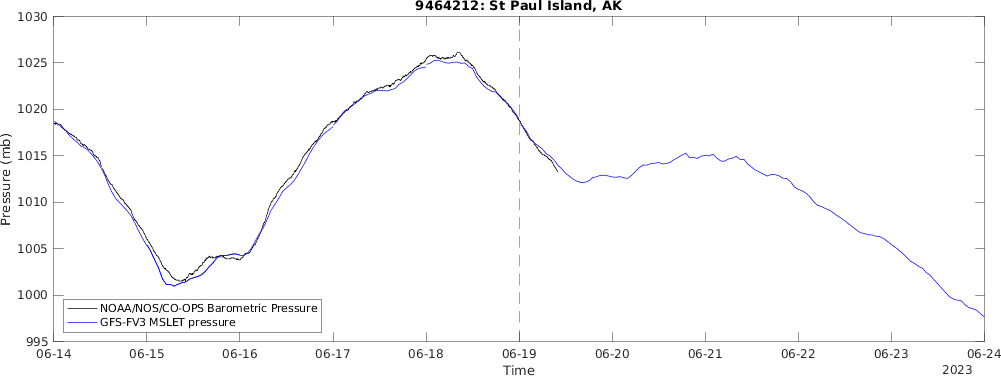 9464212: St Paul Island, AK
Pressure (mb)
1030
1025
1020
1015
1010
1005
1000
995
NOAA/NOS/CO-OPS Barometric Pressure
GFS-FV3 MSLET pressure
06-14 06-15 06-16 06-17 06-18 06-19 06-20 06-21 06-22 06-23 06-24
Time
2023